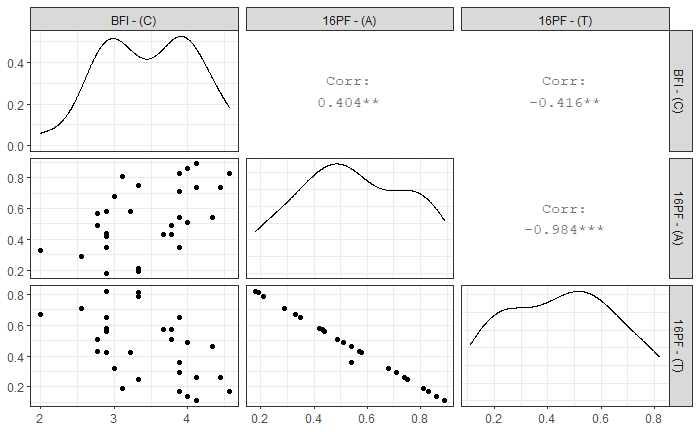 BFI - (C)
16PF - (A)
16PF - (T)
0.4
0.2
0.0
Corr:
0.404**
Corr:
-0.416**
BFI - (C)
0.8
0.6
0.4
0.2
Corr:
-0.984***
16PF - (A)
0.8
0.6
0.4
0.2
16PF - (T)
2
3
4
0.2
0.4
0.6
0.8
0.2
0.4
0.6
0.8